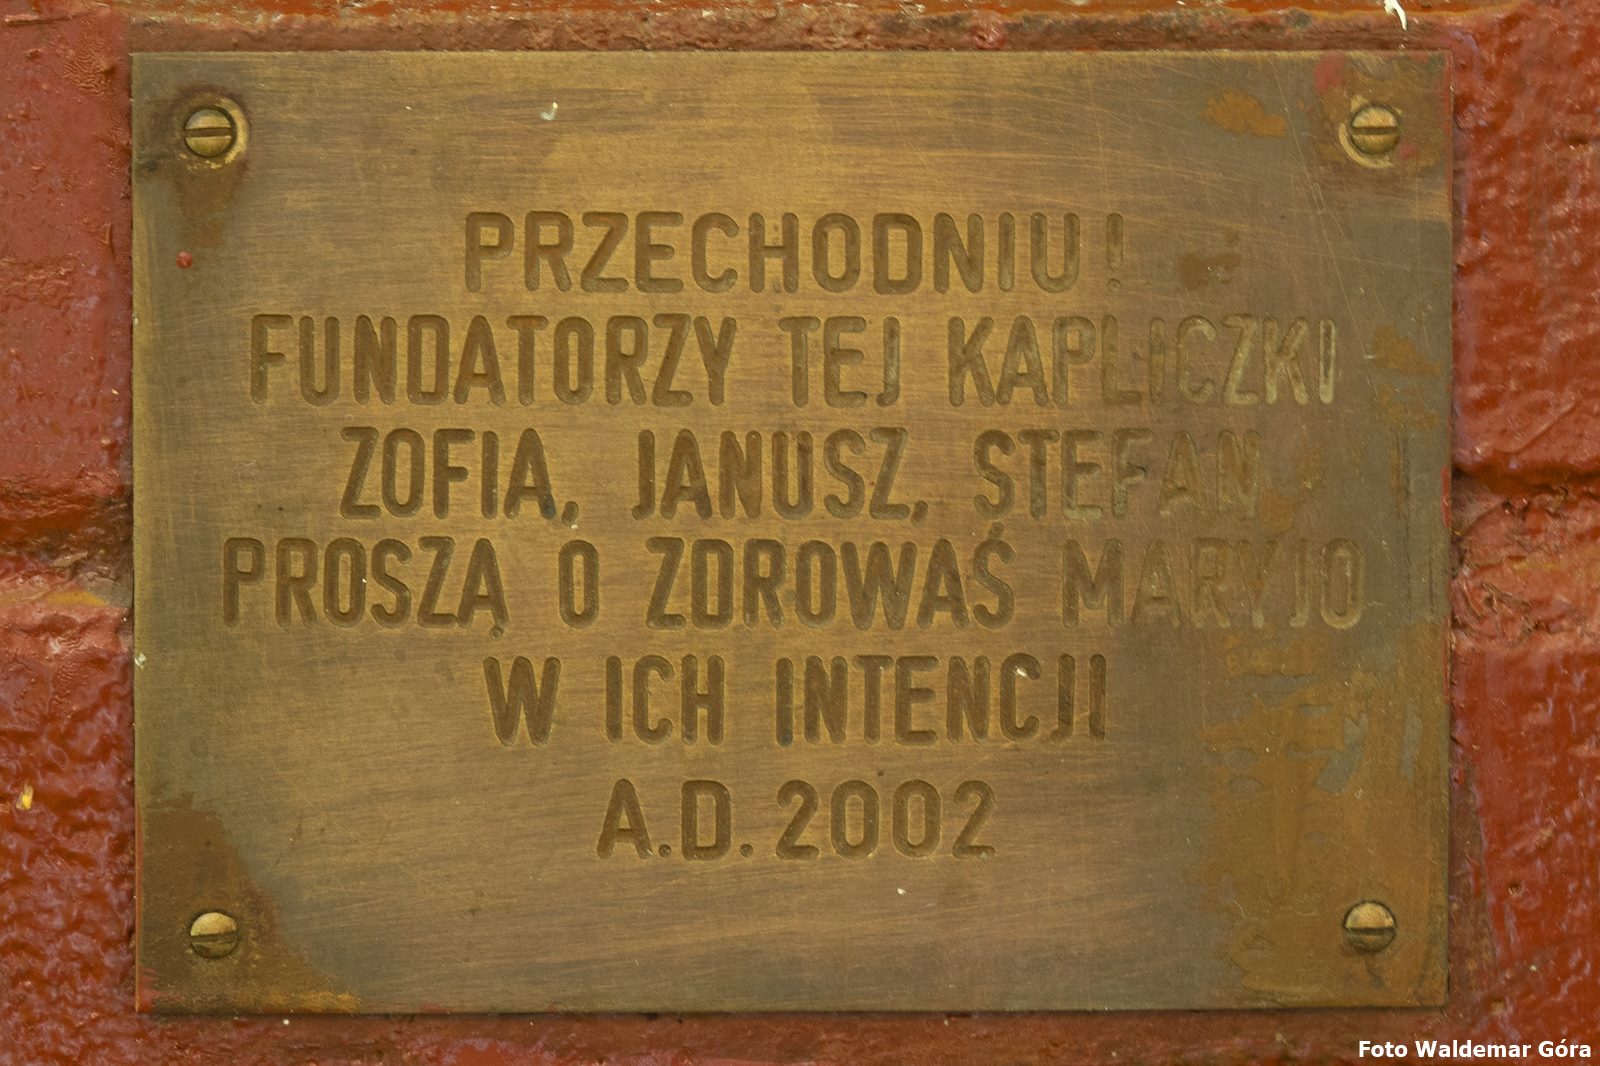 PRZECHODNIU!
FUNDATORZY TEJ KAPLICZKI
ZOFIA, JANUSZ, STEFAN
PROSZĄ O ZDROWAŚ MARYJO
W ICH INTENCJI
A.D. 2002
Foto Waldemar Góra